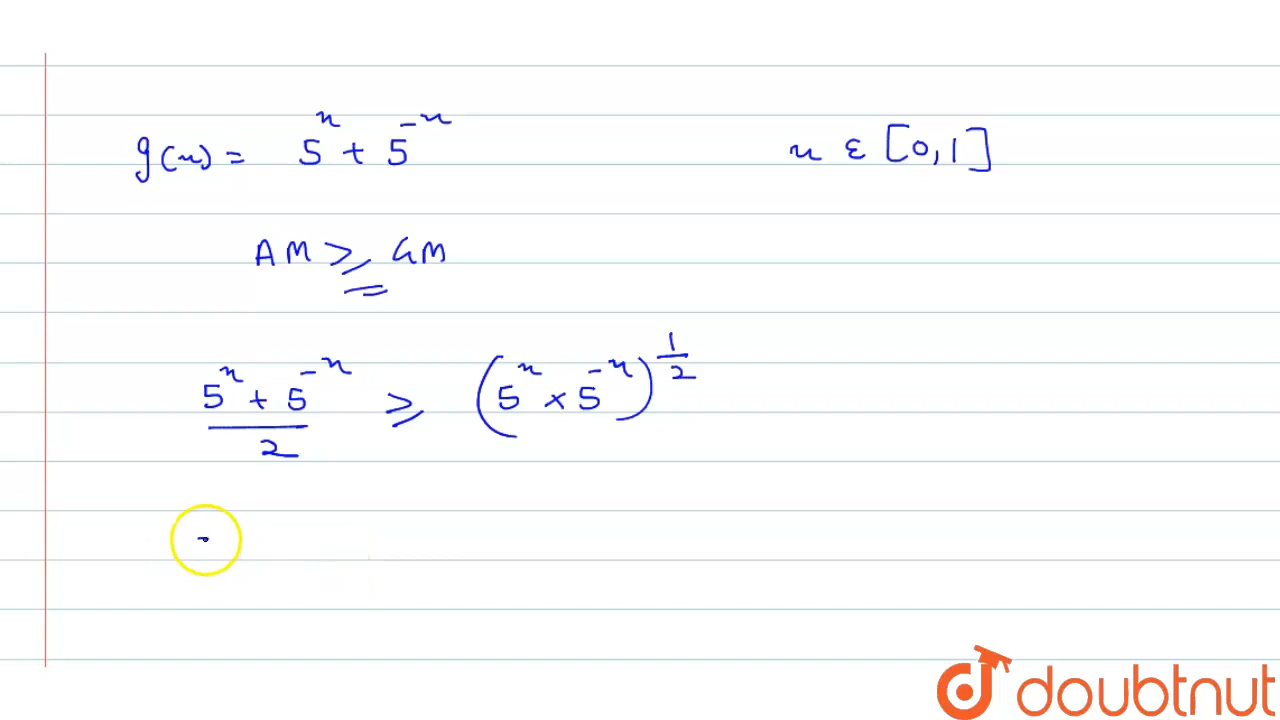 g(x) = 5^x + 5^-x x ε [0,1]
AM ≥ GM
(5^x + 5^-x)/2 ≥ (5^x × 5^-x)^(1/2)
doubtnut